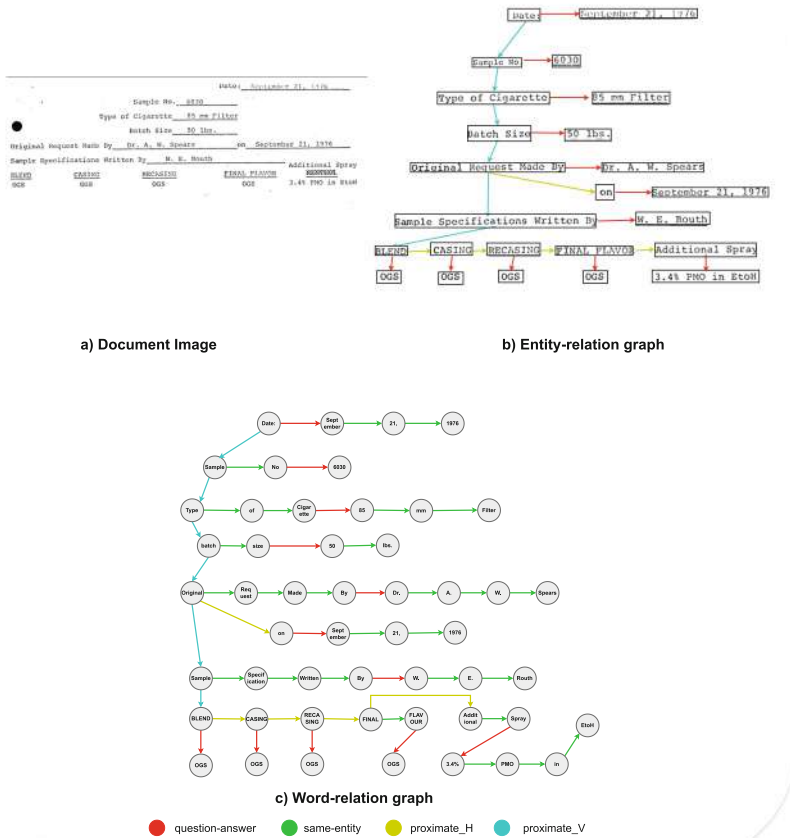 Date: September 21, 1976
Sample No. 6030
Type of Cigarette 85 mm Filter
Batch Size 50 lbs.
Original Request Made By Dr. A. W. Spears on September 21, 1976
Sample Specifications Written By W. E. Routh
BLEND CASING RECASING FINAL FLAVOR Additional Spray
OGS OGS OGS OGS 3.4% PMO in EtoH
a) Document Image
Date: September 21, 1976
Sample No 6030
Type of Cigarette 85 mm Filter
Batch Size 50 lbs.
Original Request Made By Dr. A. W. Spears
on September 21, 1976
Sample Specifications Written By W. E. Routh
BLEND CASING RECASING FINAL FLAVOR Additional Spray
OGS OGS OGS OGS 3.4% PMO in EtoH
b) Entity-relation graph
Date: Sept ember 21, 1976
Sample No 6030
Type of Cigar ette 85 mm Filter
batch size 50 lbs.
Original Req uest Made By Dr. A. W. Spears
on Sept ember 21, 1976
Sample Specif ication Written By W. E. Routh
BLEND CASING RECA SING FINAL FLAV OUR Addit ional Spray
OGS OGS OGS OGS 3.4% PMO in EtoH
c) Word-relation graph
question-answer same-entity proximate_H proximate_V